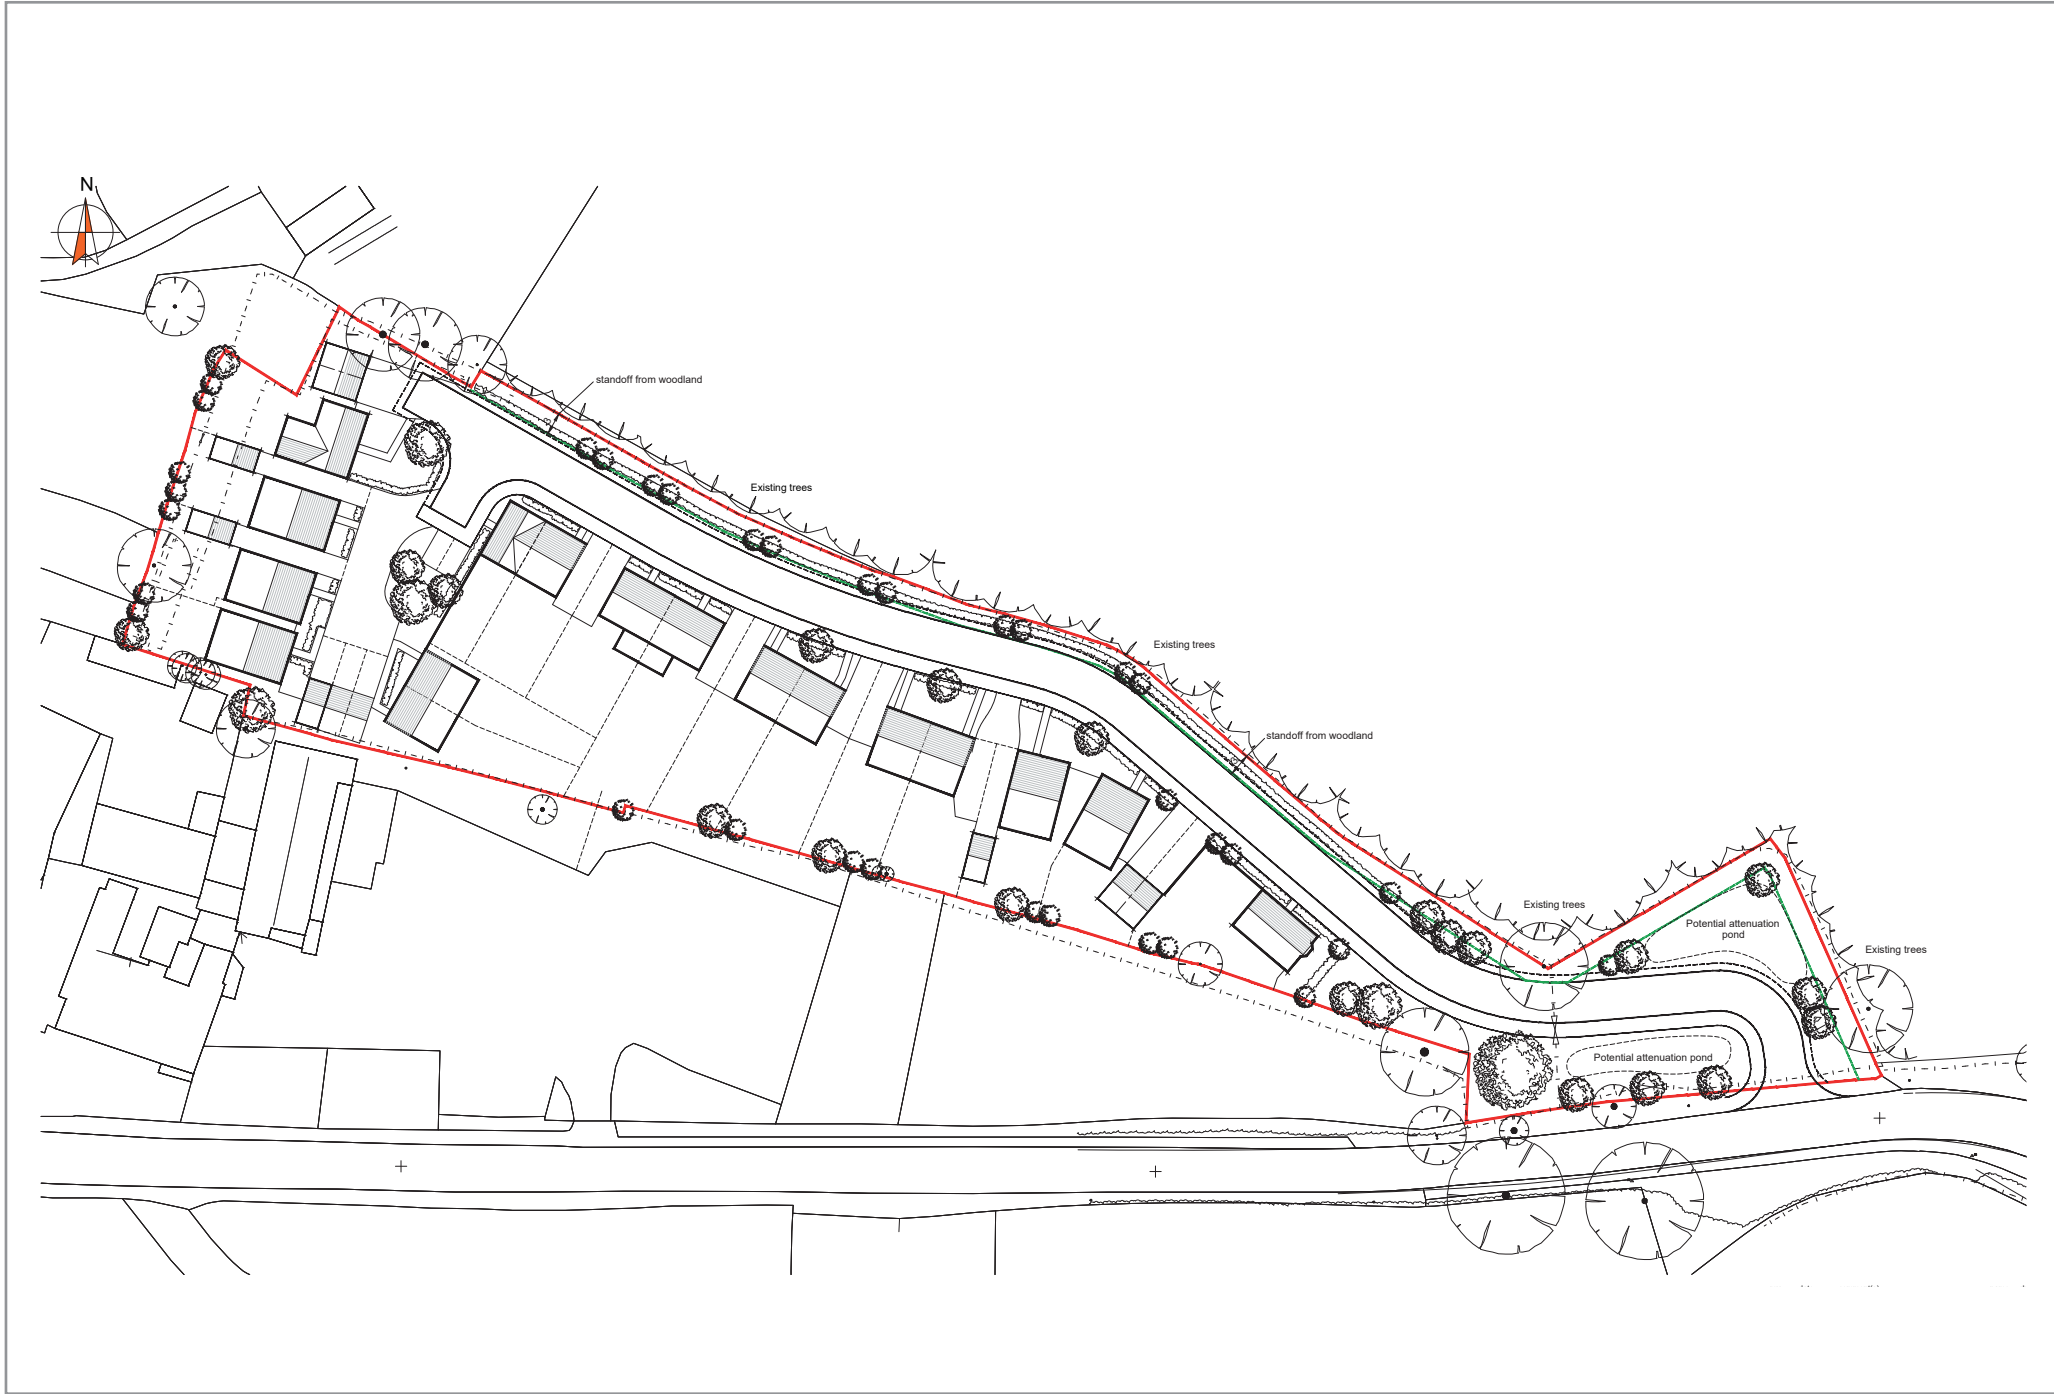 N
standoff from woodland
Existing trees
Existing trees
standoff from woodland
Existing trees
Potential attenuation
pond
Existing trees
Potential attenuation pond